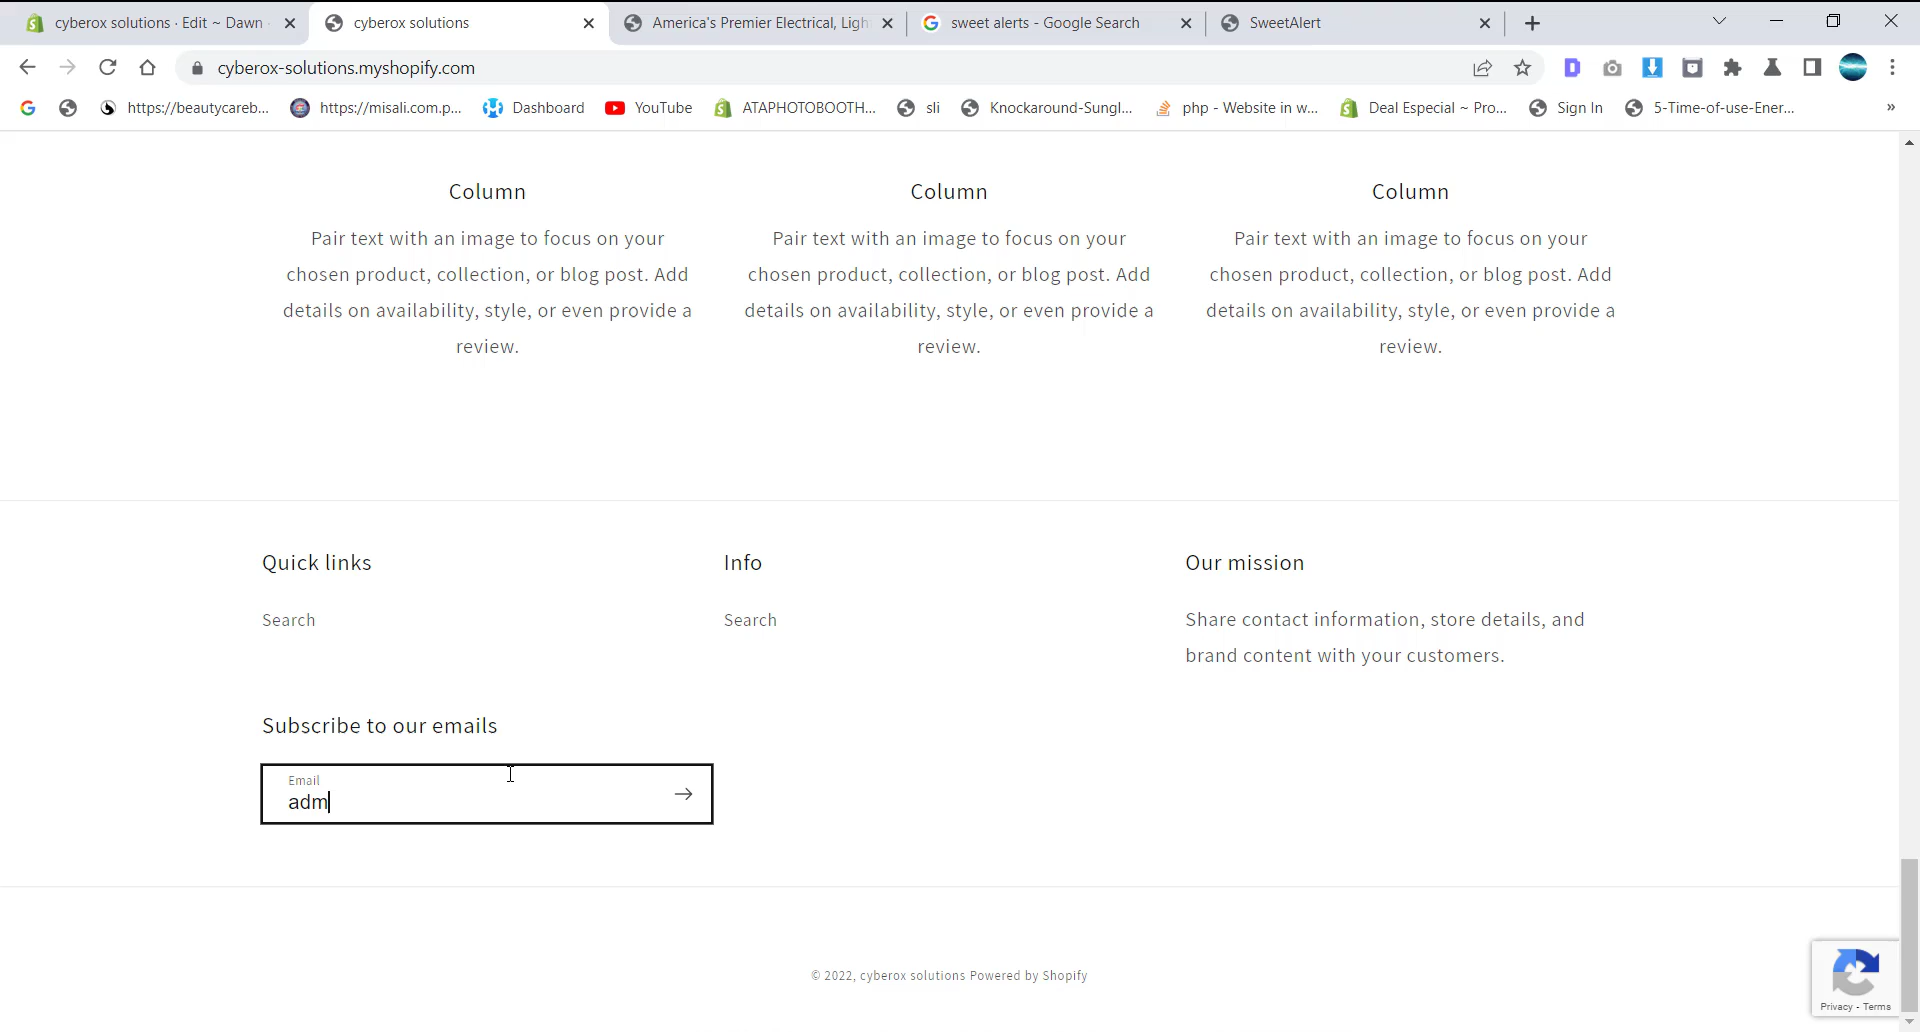 cyberox solutions · Edit ~ Dawn
cyberox solutions
America's Premier Electrical, Ligh
sweet alerts - Google Search
SweetAlert
cyberox-solutions.myshopify.com
https://beautycareb...
https://misali.com.p...
Dashboard
YouTube
ATAPHOTOBOOTH...
sli
Knockaround-Sungl...
php - Website in w...
Deal Especial ~ Pro...
Sign In
5-Time-of-use-Ener...
»
Column
Pair text with an image to focus on your
chosen product, collection, or blog post. Add
details on availability, style, or even provide a
review.
Column
Pair text with an image to focus on your
chosen product, collection, or blog post. Add
details on availability, style, or even provide a
review.
Column
Pair text with an image to focus on your
chosen product, collection, or blog post. Add
details on availability, style, or even provide a
review.
Quick links
Search
Info
Search
Our mission
Share contact information, store details, and
brand content with your customers.
Subscribe to our emails
Email
adm
© 2022, cyberox solutions Powered by Shopify
Privacy - Terms